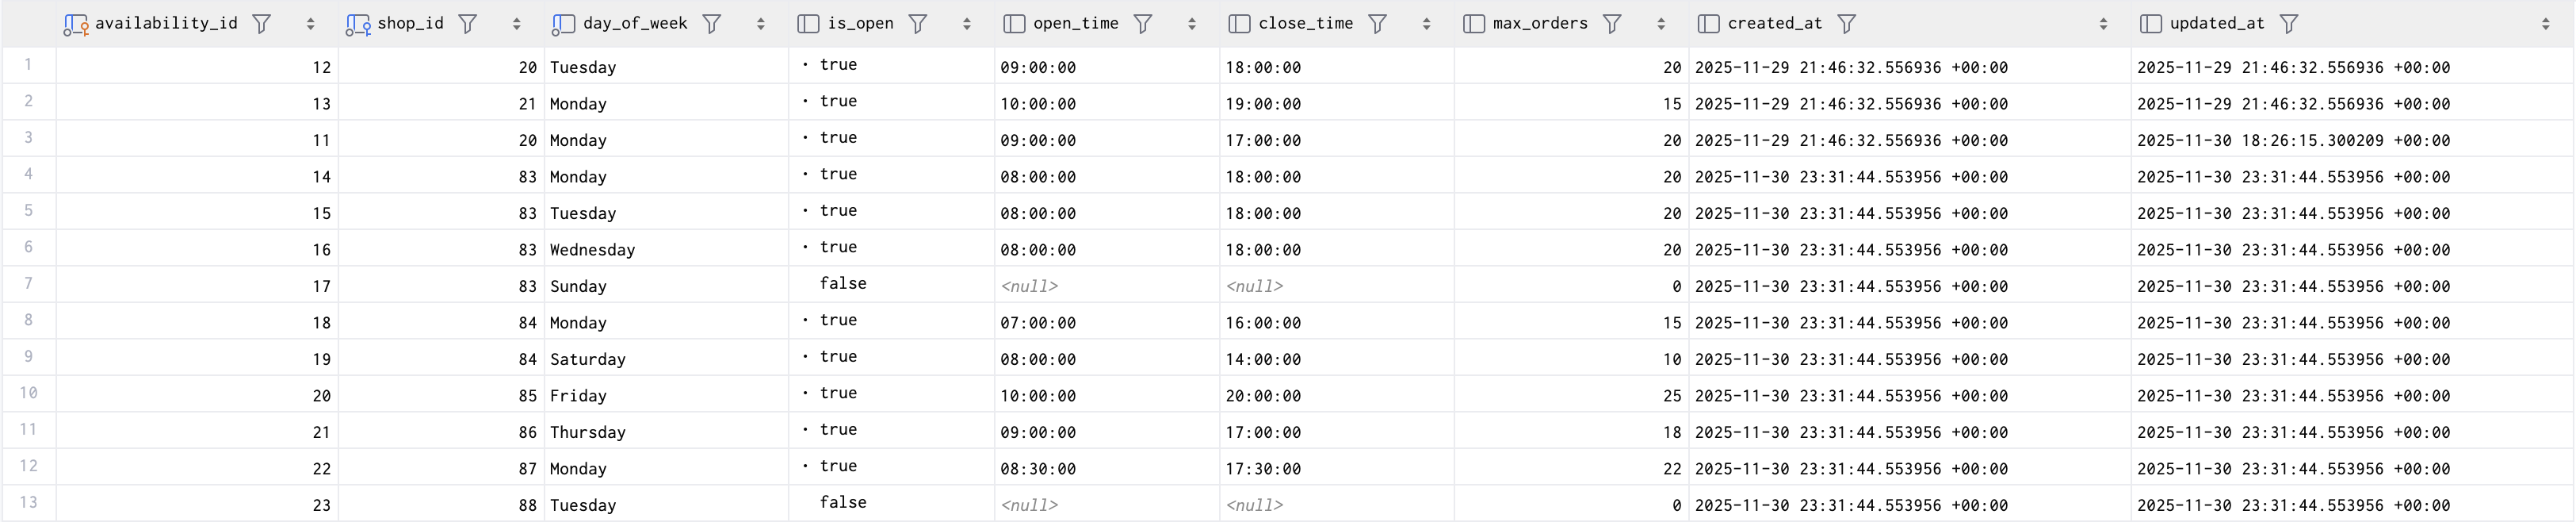 availability_id shop_id day_of_week is_open open_time close_time max_orders created_at updated_at
1 12 20 Tuesday true 09:00:00 18:00:00 20 2025-11-29 21:46:32.556936 +00:00 2025-11-29 21:46:32.556936 +00:00
2 13 21 Monday true 10:00:00 19:00:00 15 2025-11-29 21:46:32.556936 +00:00 2025-11-29 21:46:32.556936 +00:00
3 11 20 Monday true 09:00:00 17:00:00 20 2025-11-29 21:46:32.556936 +00:00 2025-11-30 18:26:15.300209 +00:00
4 14 83 Monday true 08:00:00 18:00:00 20 2025-11-30 23:31:44.553956 +00:00 2025-11-30 23:31:44.553956 +00:00
5 15 83 Tuesday true 08:00:00 18:00:00 20 2025-11-30 23:31:44.553956 +00:00 2025-11-30 23:31:44.553956 +00:00
6 16 83 Wednesday true 08:00:00 18:00:00 20 2025-11-30 23:31:44.553956 +00:00 2025-11-30 23:31:44.553956 +00:00
7 17 83 Sunday false <null> <null> 0 2025-11-30 23:31:44.553956 +00:00 2025-11-30 23:31:44.553956 +00:00
8 18 84 Monday true 07:00:00 16:00:00 15 2025-11-30 23:31:44.553956 +00:00 2025-11-30 23:31:44.553956 +00:00
9 19 84 Saturday true 08:00:00 14:00:00 10 2025-11-30 23:31:44.553956 +00:00 2025-11-30 23:31:44.553956 +00:00
10 20 85 Friday true 10:00:00 20:00:00 25 2025-11-30 23:31:44.553956 +00:00 2025-11-30 23:31:44.553956 +00:00
11 21 86 Thursday true 09:00:00 17:00:00 18 2025-11-30 23:31:44.553956 +00:00 2025-11-30 23:31:44.553956 +00:00
12 22 87 Monday true 08:30:00 17:30:00 22 2025-11-30 23:31:44.553956 +00:00 2025-11-30 23:31:44.553956 +00:00
13 23 88 Tuesday false <null> <null> 0 2025-11-30 23:31:44.553956 +00:00 2025-11-30 23:31:44.553956 +00:00